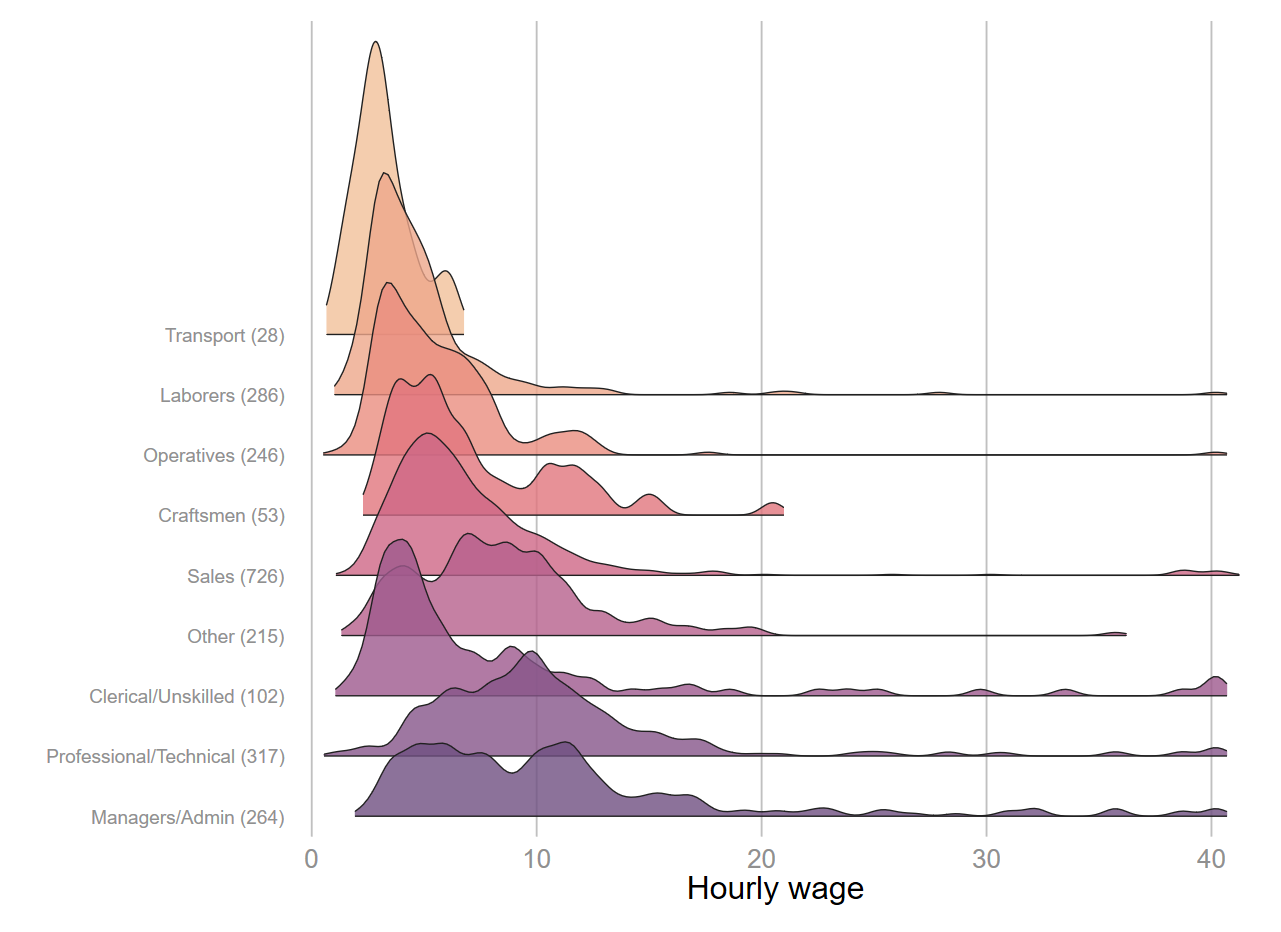 Transport (28)
Laborers (286)
Operatives (246)
Craftsmen (53)
Sales (726)
Other (215)
Clerical/Unskilled (102)
Professional/Technical (317)
Managers/Admin (264)
0 10 20 30 40
Hourly wage